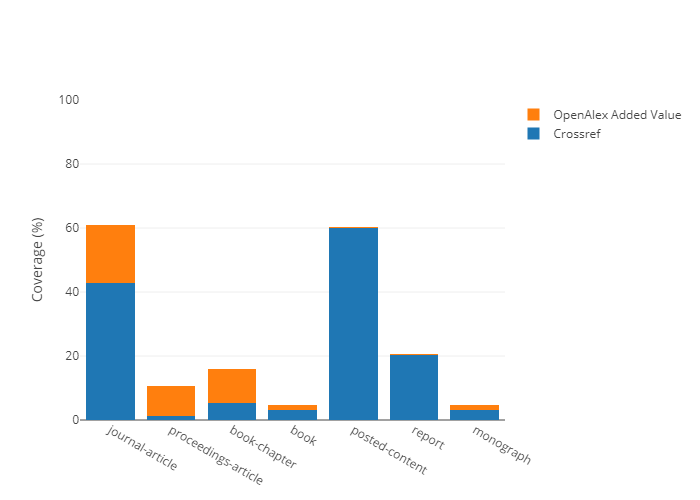 100
80
60
40
20
0
Coverage (%)
journal-article
proceedings-article
book-chapter
book
posted-content
report
monograph
OpenAlex Added Value
Crossref